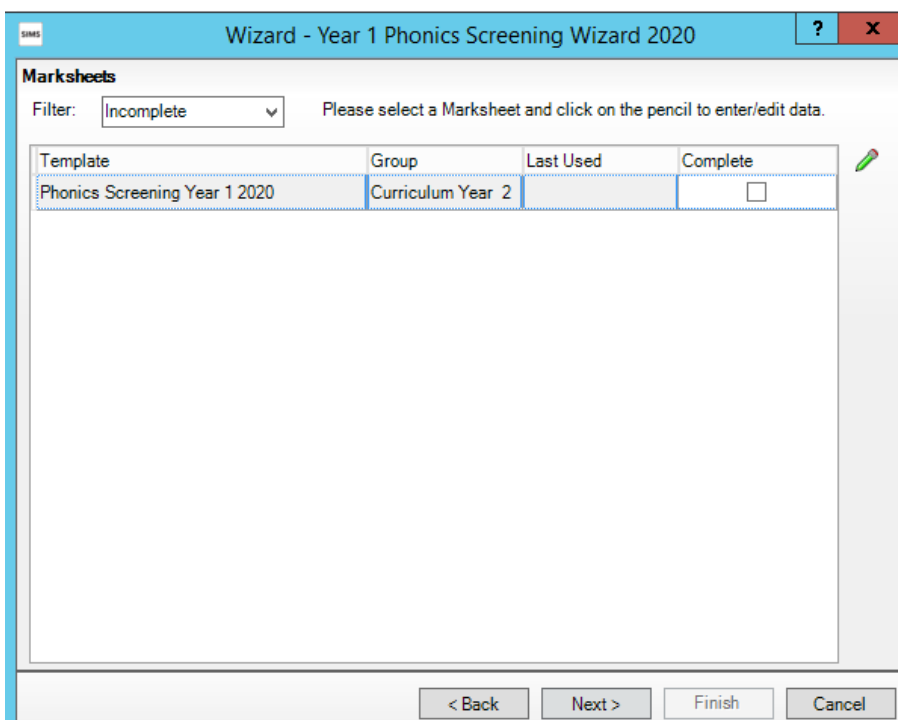 SIMS Wizard - Year 1 Phonics Screening Wizard 2020 ? x
Marksheets
Filter: Incomplete Please select a Marksheet and click on the pencil to enter/edit data.
Template Group Last Used Complete
Phonics Screening Year 1 2020 Curriculum Year 2
< Back Next > Finish Cancel